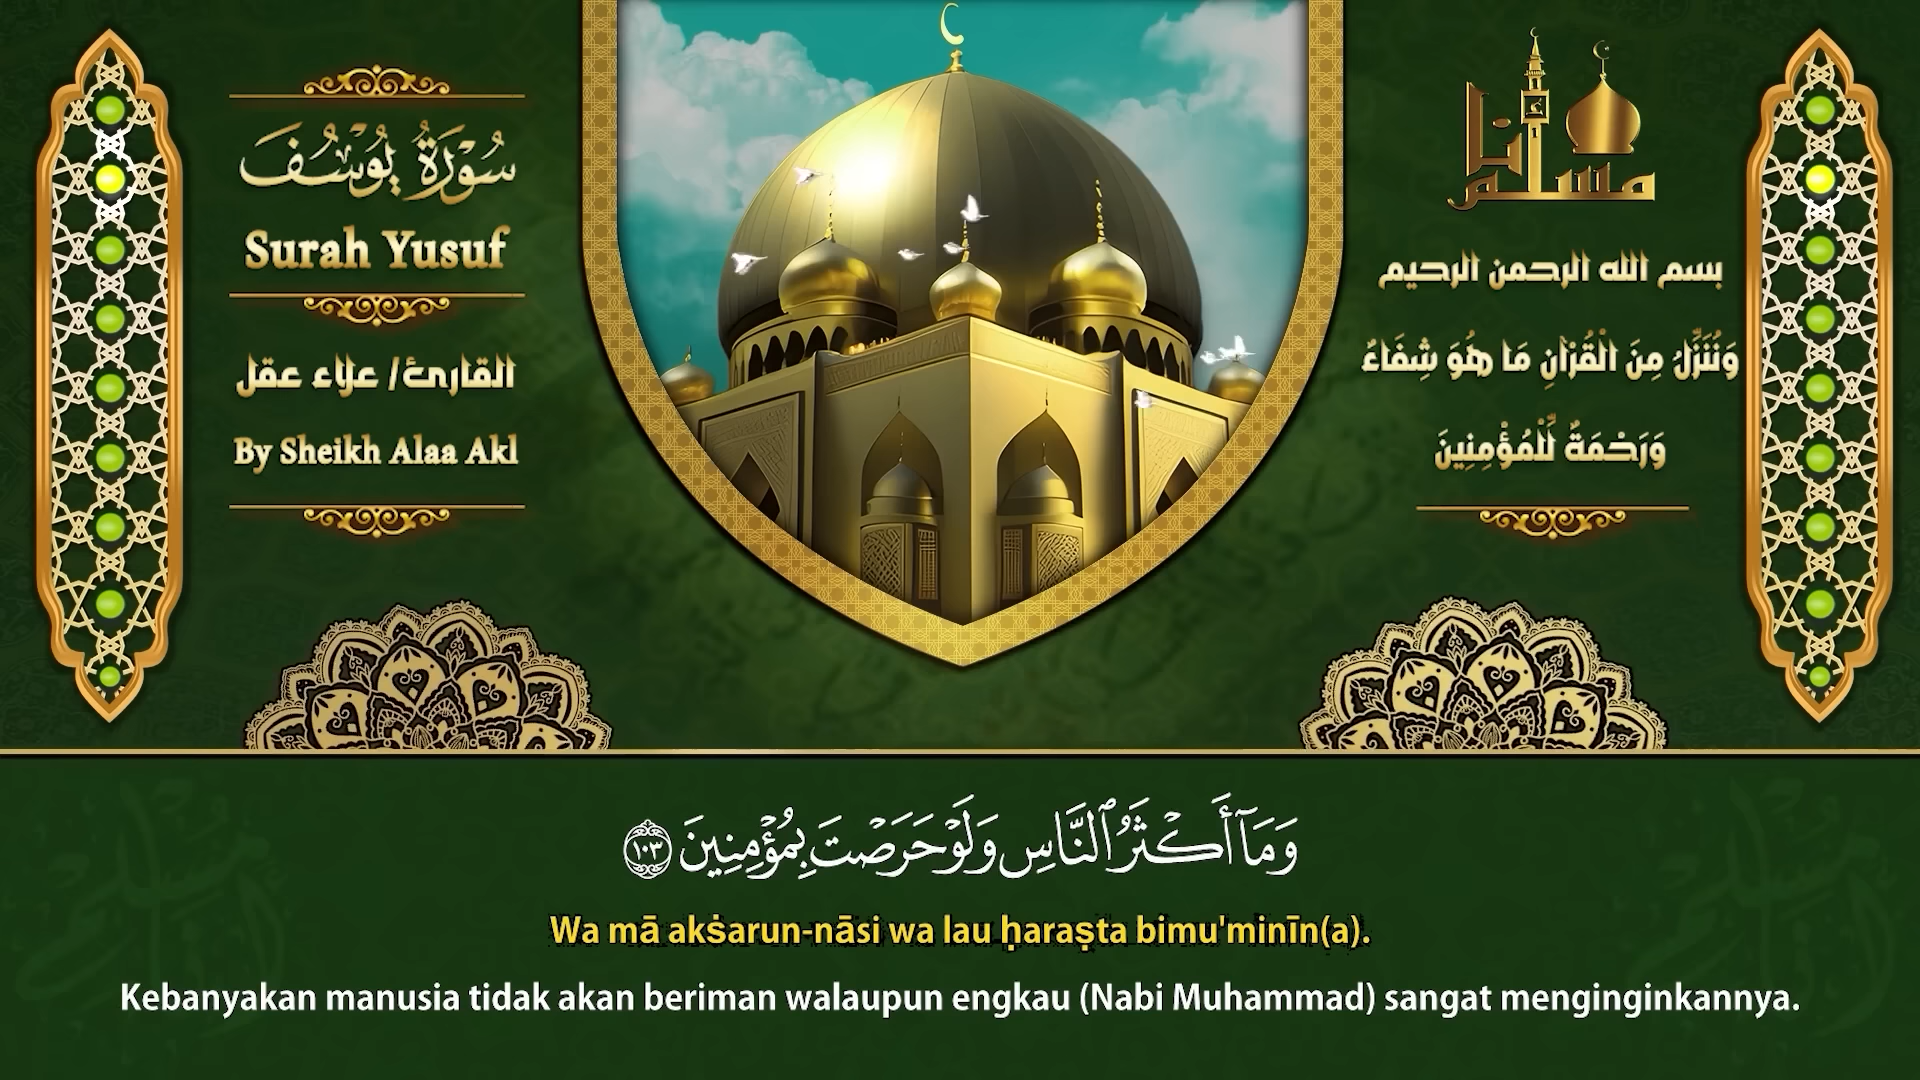 سُورَةُ يُوسُفَ
Surah Yusuf
القارئ/ علاء عقل
By Sheikh Alaa Akl
انا مسلم
بسم الله الرحمن الرحيم
وَنُنَزِّلُ مِنَ الْقُرْآنِ مَا هُوَ شِفَاءٌ
وَرَحْمَةٌ لِّلْمُؤْمِنِينَ
وَمَآ أَكْثَرُ ٱلنَّاسِ وَلَوْ حَرَصْتَ بِمُؤْمِنِينَ ١٠٣
Wa mā akṡarun-nāsi wa lau ḥaraṣta bimu'minīn(a).
Kebanyakan manusia tidak akan beriman walaupun engkau (Nabi Muhammad) sangat menginginkannya.